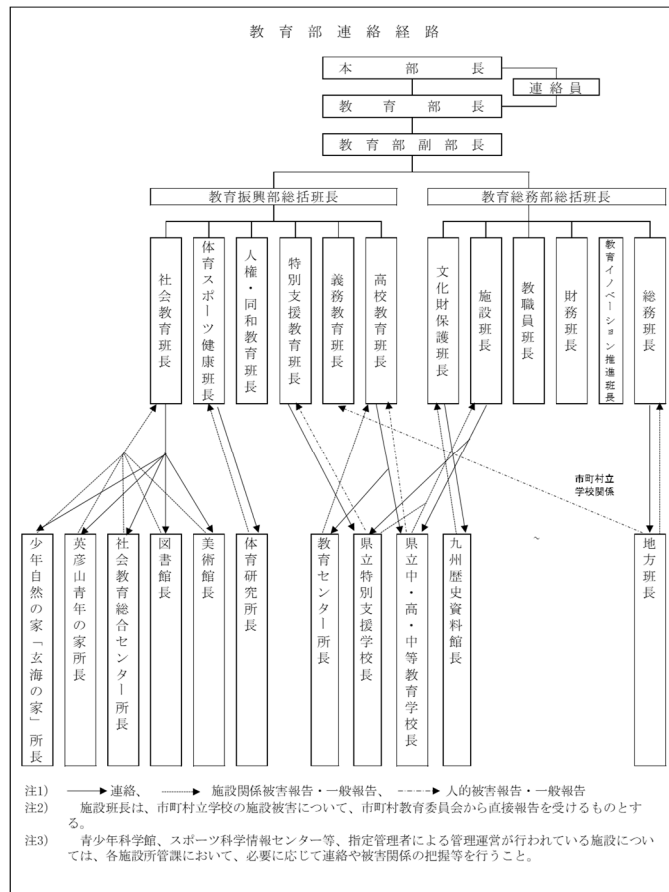 教育部連絡経路
本部長
連絡員
教育部長
教育部副部長
教育振興部総括班長
教育総務部総括班長
社会教育班長
体育スポーツ健康班長
人権・同和教育班長
特別支援教育班長
義務教育班長
高校教育班長
文化財保護班長
施設班長
教職員班長
財務班長
教育イノベーション推進班長
総務班長
市町村立
学校関係
少年自然の家「玄海の家」所長
英彦山青年の家所長
社会教育総合センター所長
図書館長
美術館長
体育研究所長
教育センター所長
県立特別支援学校長
県立中・高・中等教育学校長
九州歴史資料館長
~
地方班長
注1) 連絡、 施設関係被害報告・一般報告、 人的被害報告・一般報告
注2) 施設班長は、市町村立学校の施設被害について、市町村教育委員会から直接報告を受けるものとす
る。
注3) 青少年科学館、スポーツ科学情報センター等、指定管理者による管理運営が行われている施設につい
ては、各施設所管課において、必要に応じて連絡や被害関係の把握等を行うこと。